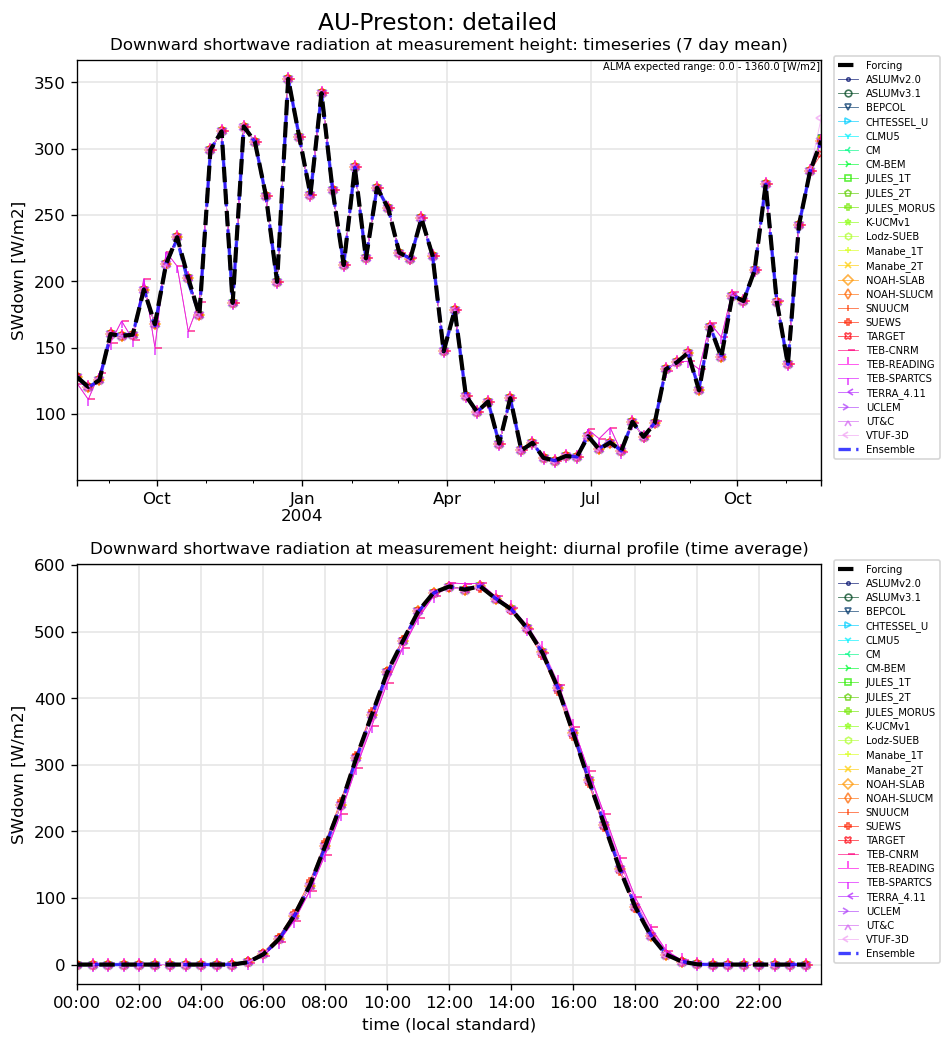 AU-Preston: detailed
Downward shortwave radiation at measurement height: timeseries (7 day mean)
ALMA expected range: 0.0 - 1360.0 [W/m2]
SWdown [W/m2]
350
300
250
200
150
100
Oct
Jan
2004
Apr
Jul
Oct
Forcing
ASLUMv2.0
ASLUMv3.1
BEPCOL
CHTESSEL_U
CLMU5
CM
CM-BEM
JULES_1T
JULES_2T
JULES_MORUS
K-UCMv1
Lodz-SUEB
Manabe_1T
Manabe_2T
NOAH-SLAB
NOAH-SLUCM
SNUUCM
SUEWS
TARGET
TEB-CNRM
TEB-READING
TEB-SPARTCS
TERRA_4.11
UCLEM
UT&C
VTUF-3D
Ensemble
Downward shortwave radiation at measurement height: diurnal profile (time average)
SWdown [W/m2]
600
500
400
300
200
100
0
00:00
02:00
04:00
06:00
08:00
10:00
12:00
14:00
16:00
18:00
20:00
22:00
time (local standard)
Forcing
ASLUMv2.0
ASLUMv3.1
BEPCOL
CHTESSEL_U
CLMU5
CM
CM-BEM
JULES_1T
JULES_2T
JULES_MORUS
K-UCMv1
Lodz-SUEB
Manabe_1T
Manabe_2T
NOAH-SLAB
NOAH-SLUCM
SNUUCM
SUEWS
TARGET
TEB-CNRM
TEB-READING
TEB-SPARTCS
TERRA_4.11
UCLEM
UT&C
VTUF-3D
Ensemble